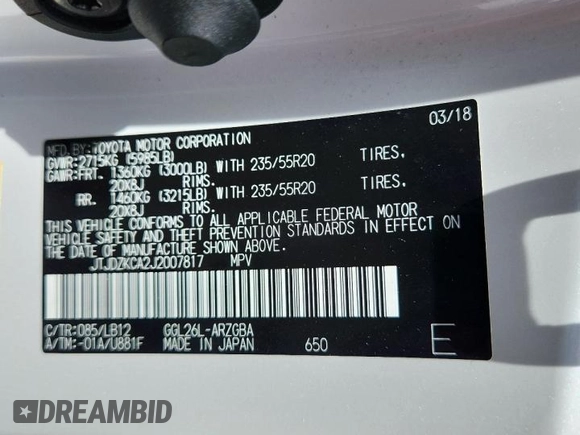 03/18
MFD.BY:TOYOTA MOTOR CORPORATION
GVWR:2715KG (5985LB)
GAWR:FRT. 1360KG (3000LB) WITH 235/55R20 TIRES.
20X8J RIMS.
RR. 1460KG (3215LB) WITH 235/55R20 TIRES.
20X8J RIMS.
THIS VEHICLE CONFORMS TO ALL APPLICABLE FEDERAL MOTOR
VEHICLE SAFETY AND THEFT PREVENTION STANDARDS IN EFFECT
ON THE DATE OF MANUFACTURE SHOWN ABOVE.
JTJDZKCA2J2007817 MPV
C/TR:085/LB12 GGL26L-ARZGBA
A/TM:-01A/U881F MADE IN JAPAN 650 E
DREAMBID